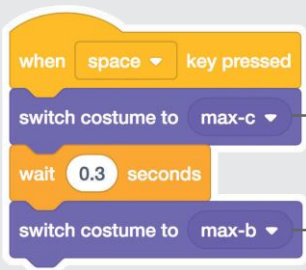 when space key pressed
switch costume to max-c
wait 0.3 seconds
switch costume to max-b